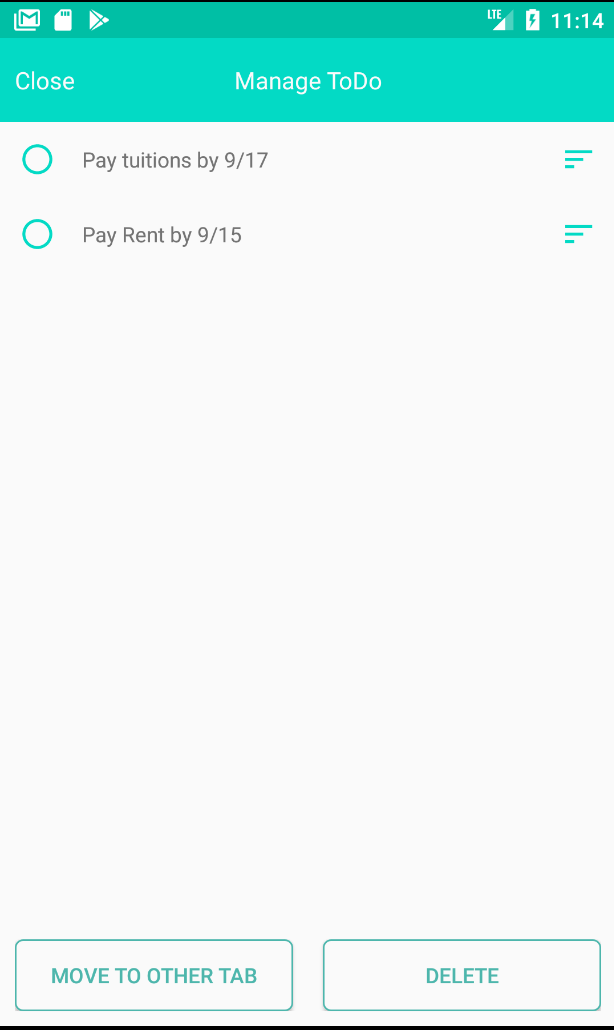 LTE 11:14
Close Manage ToDo
Pay tuitions by 9/17
Pay Rent by 9/15
MOVE TO OTHER TAB DELETE